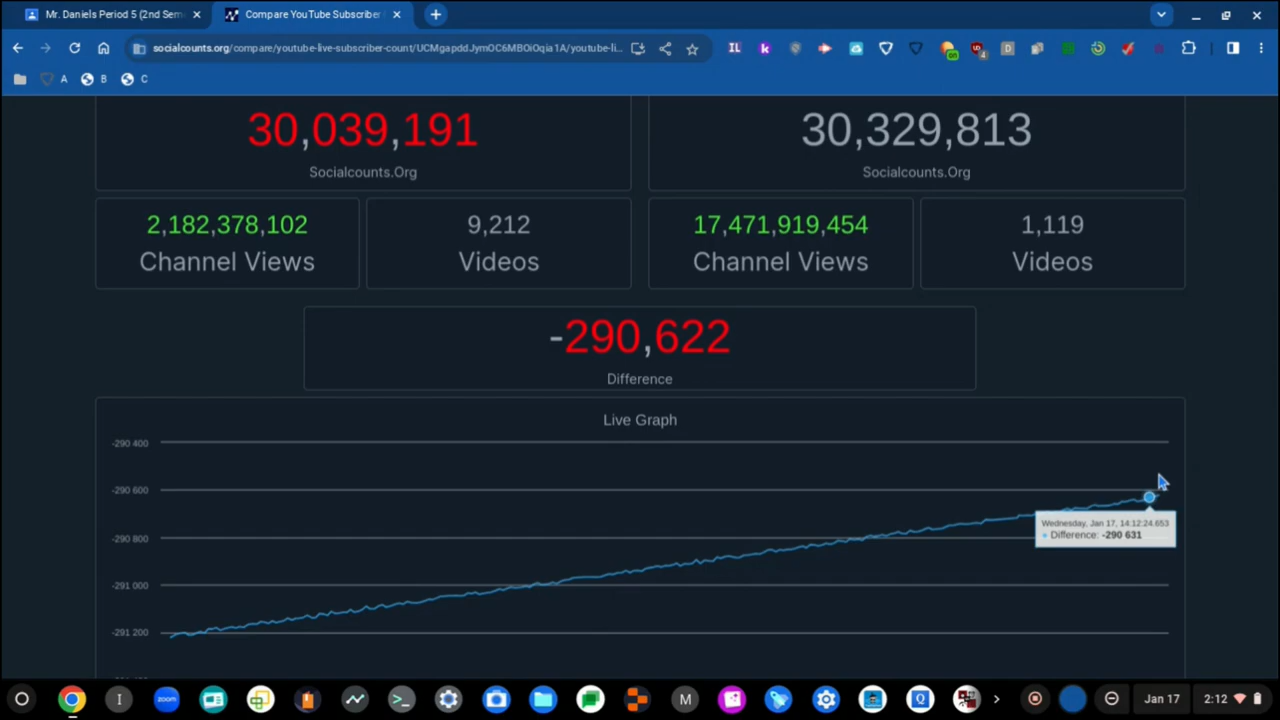 Mr. Daniels Period 5 (2nd Sem
Compare YouTube Subscriber
socialcounts.org/compare/youtube-live-subscriber-count/UCMgapddJymOC6MBOiOqia1A/youtube-li...
A
B
C
30,039,191
Socialcounts.Org
30,329,813
Socialcounts.Org
2,182,378,102
Channel Views
9,212
Videos
17,471,919,454
Channel Views
1,119
Videos
-290,622
Difference
Live Graph
-290 400
-290 600
-290 800
-291 000
-291 200
Wednesday, Jan 17, 14:12:24.653
Difference: -290 631
zoom
Jan 17
2:12